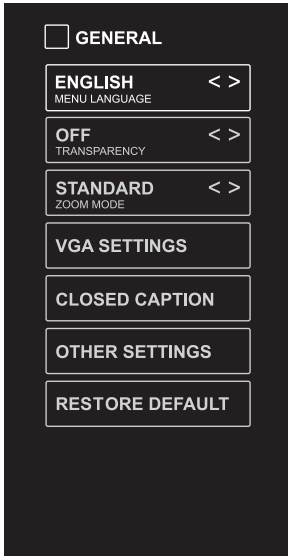 GENERAL
ENGLISH < >
MENU LANGUAGE
OFF < >
TRANSPARENCY
STANDARD < >
ZOOM MODE
VGA SETTINGS
CLOSED CAPTION
OTHER SETTINGS
RESTORE DEFAULT